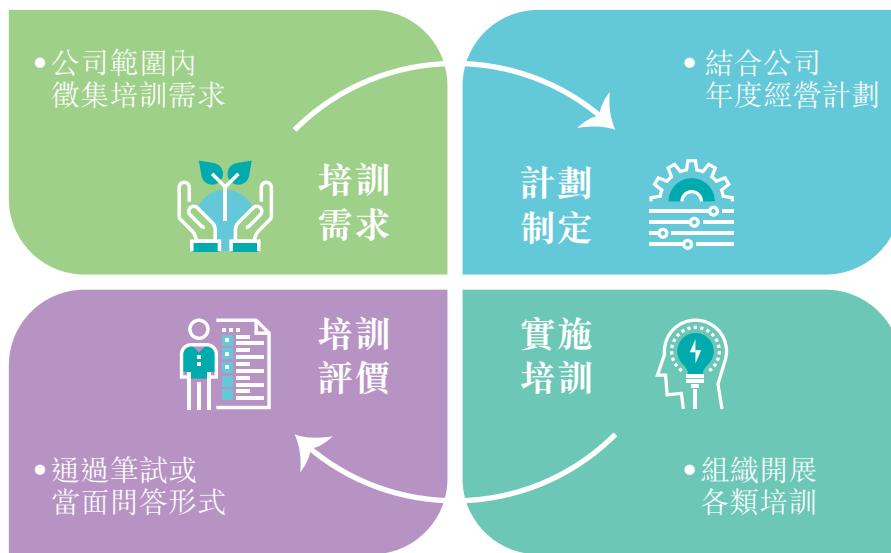 •公司範圍內
徵集培訓需求
培訓
需求
•結合公司
年度經營計劃
計劃
制定
培訓
評價
•通過筆試或
當面問答形式
實施
培訓
•組織開展
各類培訓